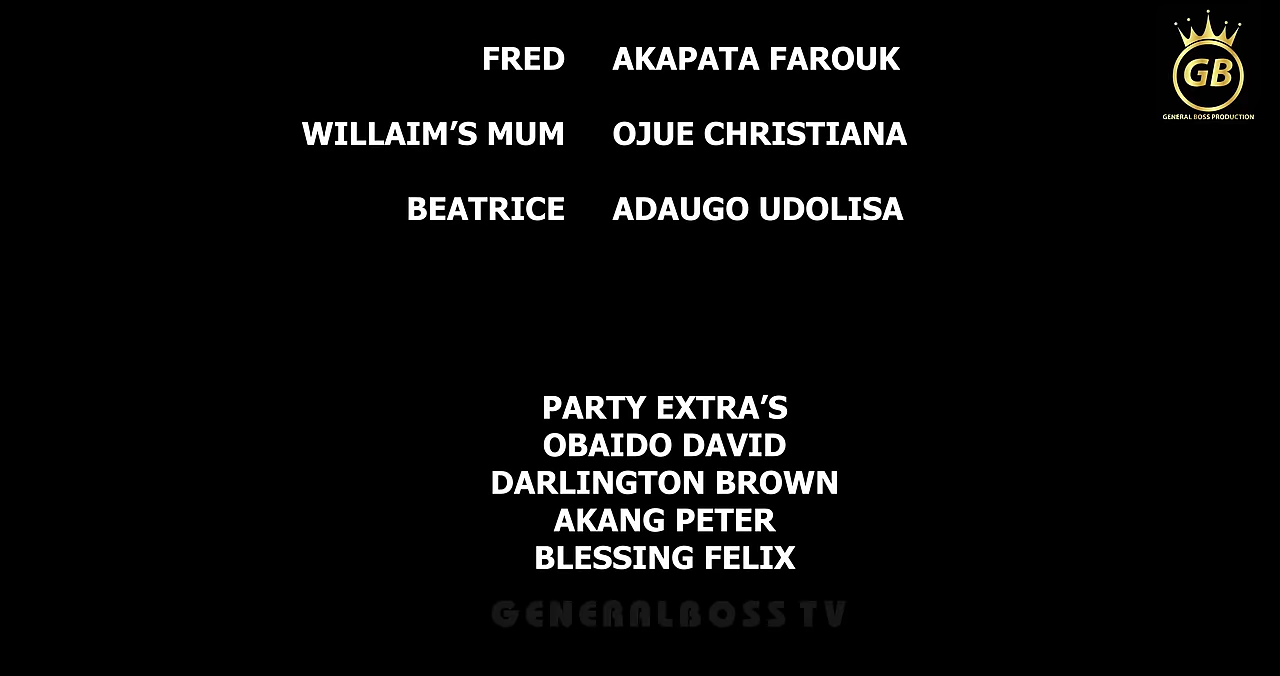 FRED AKAPATA FAROUK
WILLAIM’S MUM OJUE CHRISTIANA
BEATRICE ADAUGO UDOLISA
PARTY EXTRA’S
OBAIDO DAVID
DARLINGTON BROWN
AKANG PETER
BLESSING FELIX
GENERALBOSS TV
GB
GENERAL BOSS PRODUCTION